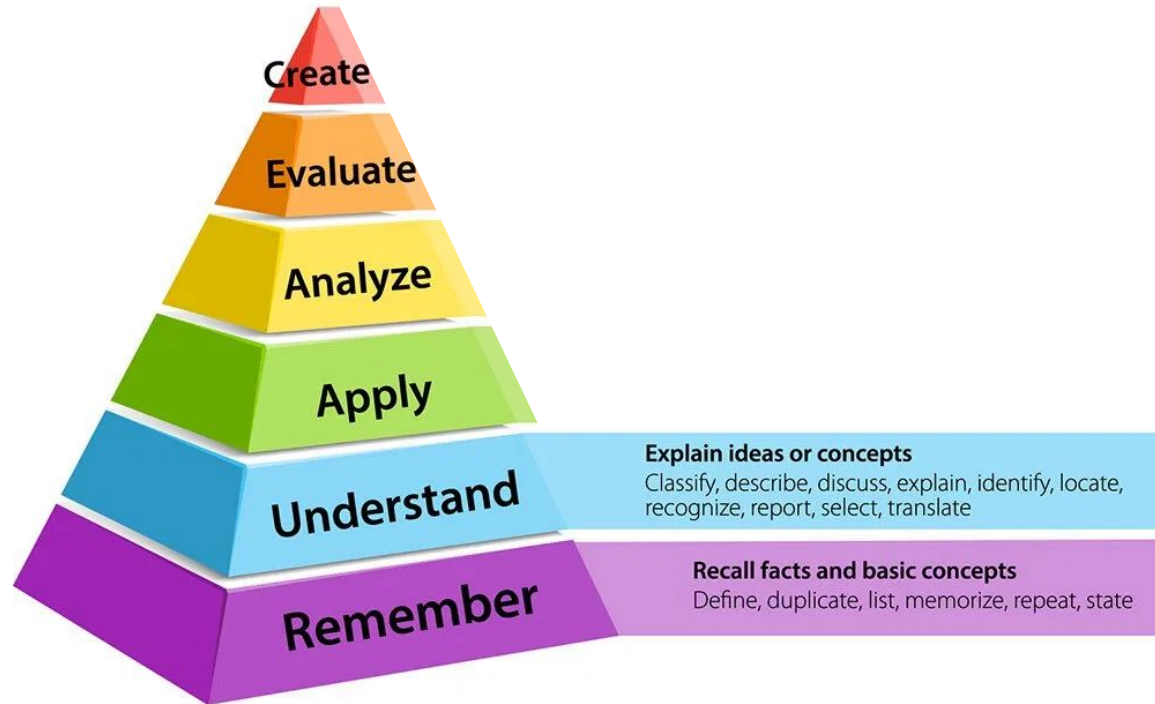 Create
Evaluate
Analyze
Apply
Understand
Explain ideas or concepts
Classify, describe, discuss, explain, identify, locate,
recognize, report, select, translate
Remember
Recall facts and basic concepts
Define, duplicate, list, memorize, repeat, state